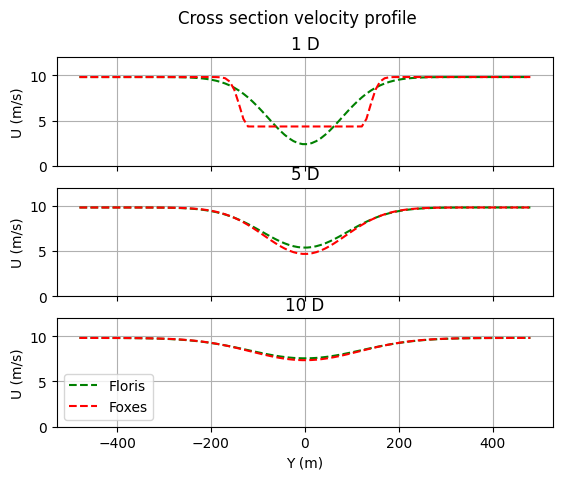 Cross section velocity profile
1 D
10
5
0
U (m/s)
5 D
10
5
0
U (m/s)
10 D
10
5
0
U (m/s)
Floris
Foxes
−400 −200 0 200 400
Y (m)